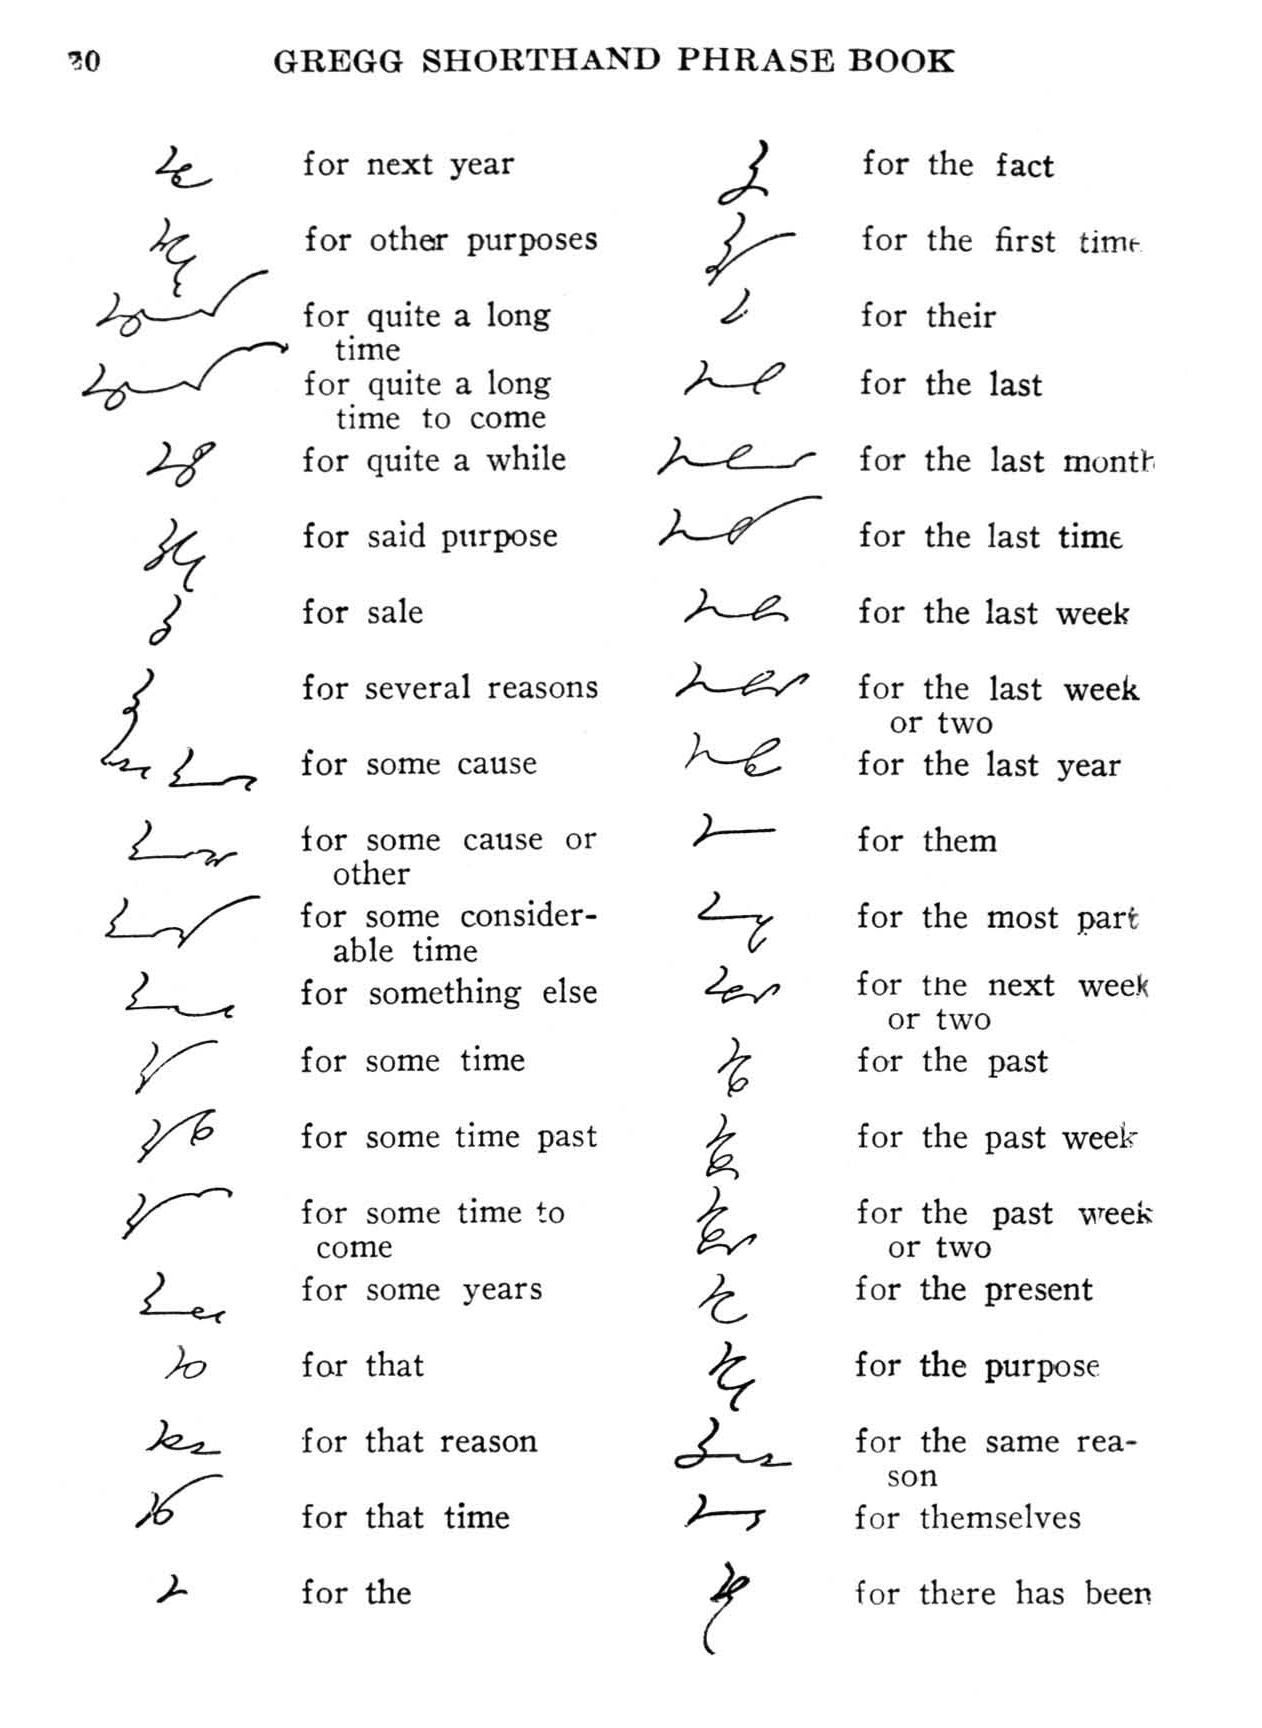 30 GREGG SHORTHAND PHRASE BOOK
for next year
for other purposes
for quite a long
time
for quite a long
time to come
for quite a while
for said purpose
for sale
for several reasons
for some cause
for some cause or
other
for some consider-
able time
for something else
for some time
for some time past
for some time to
come
for some years
for that
for that reason
for that time
for the
for the fact
for the first time
for their
for the last
for the last month
for the last time
for the last week
for the last week
or two
for the last year
for them
for the most part
for the next week
or two
for the past
for the past week
for the past week
or two
for the present
for the purpose
for the same rea-
son
for themselves
for there has been